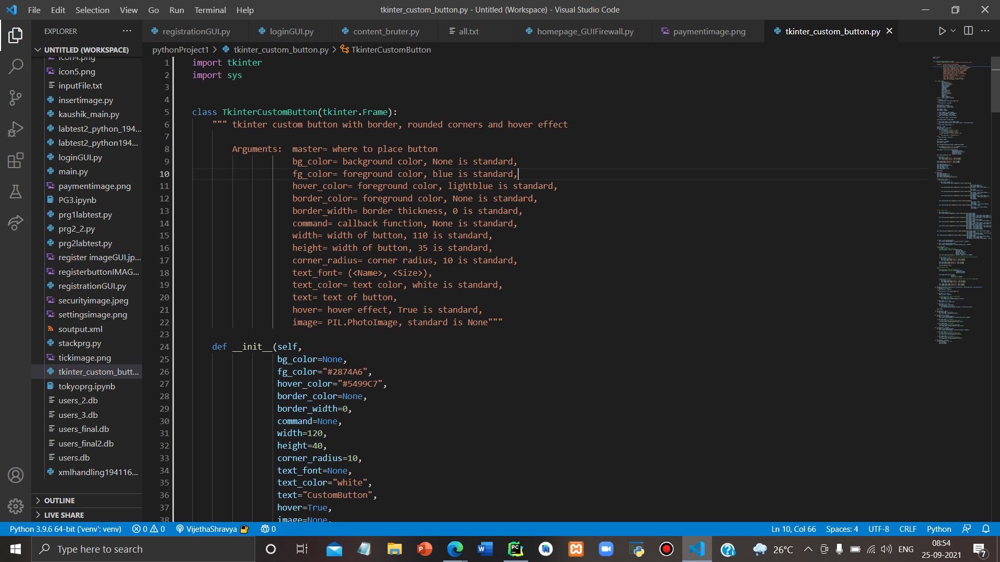 File Edit Selection View Go Run Terminal Help
tkinter_custom_button.py - Untitled (Workspace) - Visual Studio Code
EXPLORER
registrationGUI.py
loginGUI.py
content_bruter.py
all.txt
homepage_GUIFirewall.py
paymentimage.png
tkinter_custom_button.py
UNTITLED (WORKSPACE)
pythonProject1 > tkinter_custom_button.py > TkinterCustomButton
icon4.png
icon5.png
inputFile.txt
insertimage.py
kaushik_main.py
labtest2_python_194...
labtest2_python194...
loginGUI.py
main.py
paymentimage.png
PG3.ipynb
prg1labtest.py
prg2_2.py
prg2labtest.py
register imageGUI.jp...
registerbuttonIMAG...
registrationGUI.py
securityimage.jpeg
settingsimage.png
soutput.xml
stackprg.py
tickimage.png
tkinter_custom_butt...
tokyoprg.ipynb
users_2.db
users_3.db
users_final.db
users_final2.db
users.db
xmlhandling194116...
OUTLINE
LIVE SHARE
1 import tkinter
2 import sys
3
4
5 class TkinterCustomButton(tkinter.Frame):
6 """ tkinter custom button with border, rounded corners and hover effect
7
8 Arguments: master= where to place button
9 bg_color= background color, None is standard,
10 fg_color= foreground color, blue is standard,
11 hover_color= foreground color, lightblue is standard,
12 border_color= foreground color, None is standard,
13 border_width= border thickness, 0 is standard,
14 command= callback function, None is standard,
15 width= width of button, 110 is standard,
16 height= width of button, 35 is standard,
17 corner_radius= corner radius, 10 is standard,
18 text_font= (<Name>, <Size>),
19 text_color= text color, white is standard,
20 text= text of button,
21 hover= hover effect, True is standard,
22 image= PIL.PhotoImage, standard is None"""
23
24 def __init__(self,
25 bg_color=None,
26 fg_color="#2874A6",
27 hover_color="#5499C7",
28 border_color=None,
29 border_width=0,
30 command=None,
31 width=120,
32 height=40,
33 corner_radius=10,
34 text_font=None,
35 text_color="white",
36 text="CustomButton",
37 hover=True,
38 image=None,
Python 3.9.6 64-bit ('venv': venv) 0 0 VijethaShravya 0 Ln 10, Col 66 Spaces: 4 UTF-8 CRLF Python
Type here to search
26°C ENG
08:54
25-09-2021
7